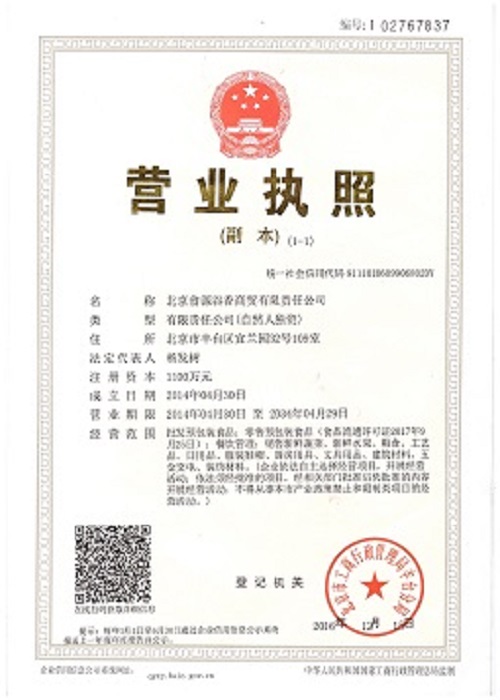 编号:1 02767837
营业执照
(副 本) (1-1)
统一社会信用代码
名 称 北京食源谷香商贸有限责任公司
类 型 有限责任公司(自然人独资)
住 所 北京市丰台区宜兰园32号109室
法定代表人 杨发树
注册资本 1100万元
成立日期 2014年04月30日
营业期限 2014年04月30日 至 2034年04月29日
经营范围 批发预包装食品;零售预包装食品(食品流通许可证2017年9
月25日);餐饮管理;销售新鲜蔬菜、新鲜水果、粮食、工艺
品、日用品、服装鞋帽、厨房用具、文具用品、建筑材料、五
金交电、装饰材料。(企业依法自主选择经营项目,开展经营
活动;依法须经批准的项目,经相关部门批准后依批准的内容
开展经营活动;不得从事本市产业政策禁止和限制类项目的经
营活动。)
在线扫码获取详细信息
登记机关
北京市工商行政管理局丰台分局
2016年 12月
提示:每年1月1日至6月30日通过企业信用信息公示系统
报送上一年度年度报告并公示。
企业信用信息公示系统网址: qyxy.baic.gov.cn
中华人民共和国国家工商行政管理总局监制